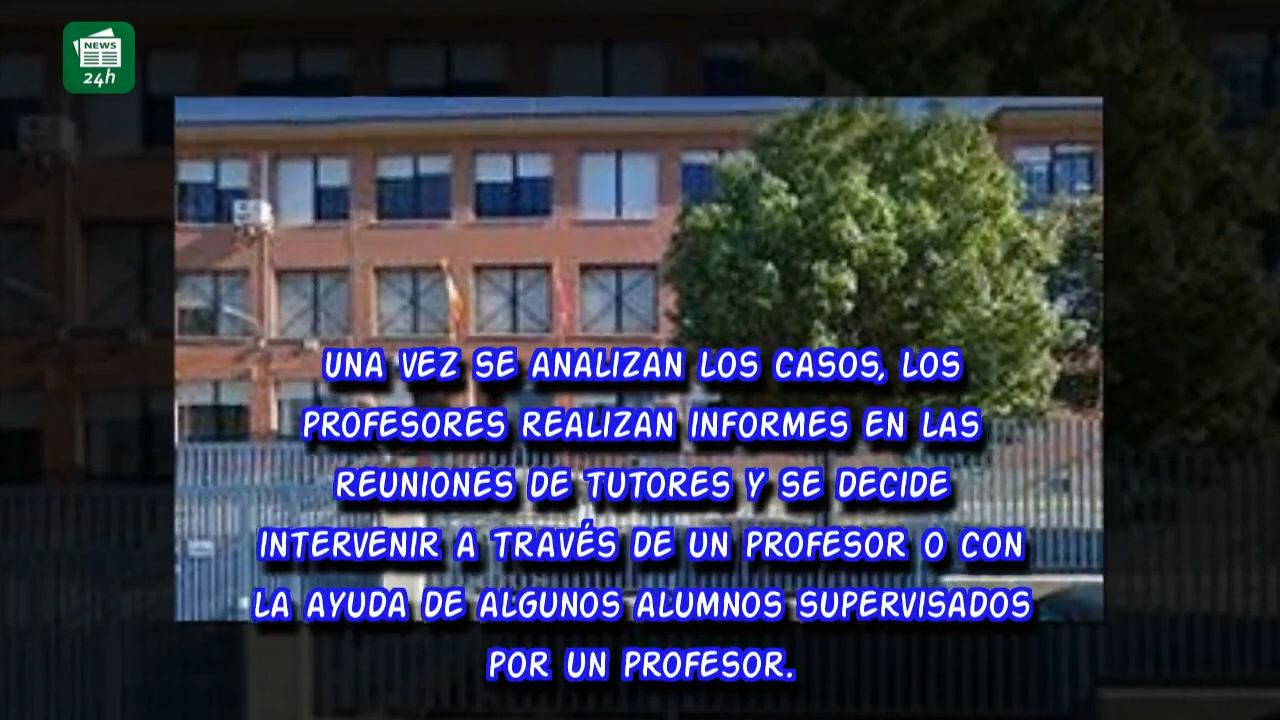 NEWS
24h
UNA VEZ SE ANALIZAN LOS CASOS, LOS
PROFESORES REALIZAN INFORMES EN LAS
REUNIONES DE TUTORES Y SE DECIDE
INTERVENIR A TRAVÉS DE UN PROFESOR O CON
LA AYUDA DE ALGUNOS ALUMNOS SUPERVISADOS
POR UN PROFESOR.